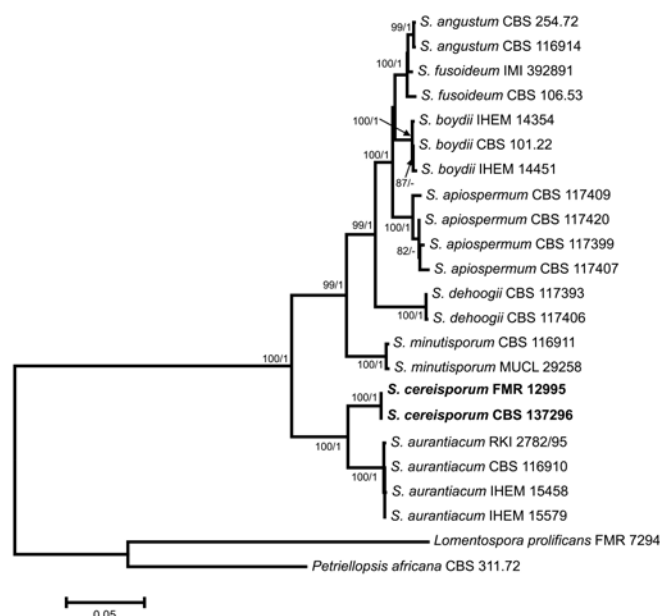 99/1
S. angustum CBS 254.72
S. angustum CBS 116914
100/1
S. fusoideum IMI 392891
S. fusoideum CBS 106.53
100/1
S. boydii IHEM 14354
S. boydii CBS 101.22
100/1
S. boydii IHEM 14451
87/-
S. apiospermum CBS 117409
S. apiospermum CBS 117420
100/1
99/1
S. apiospermum CBS 117399
82/-
S. apiospermum CBS 117407
99/1
S. dehoogii CBS 117393
100/1
S. dehoogii CBS 117406
S. minutisporum CBS 116911
100/1
100/1
S. minutisporum MUCL 29258
S. cereisporum FMR 12995
100/1
S. cereisporum CBS 137296
100/1
S. aurantiacum RKI 2782/95
S. aurantiacum CBS 116910
100/1
S. aurantiacum IHEM 15458
S. aurantiacum IHEM 15579
Lomentospora prolificans FMR 7294
Petriellopsis africana CBS 311.72
0.05